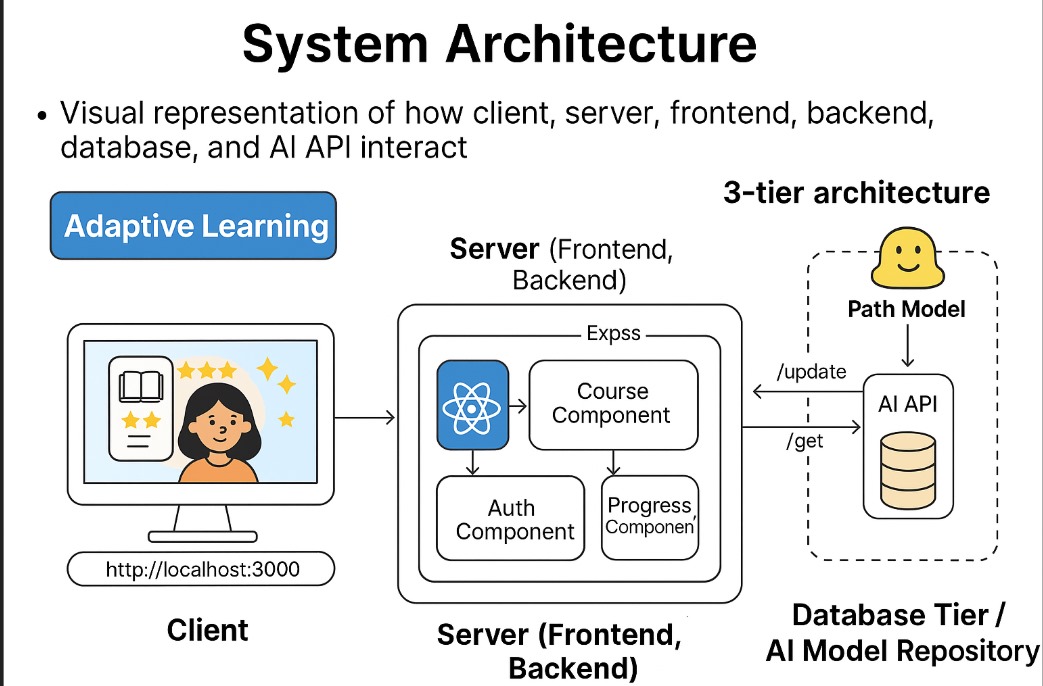 System Architecture
• Visual representation of how client, server, frontend, backend,
database, and AI API interact
3-tier architecture
Adaptive Learning
Server (Frontend,
Backend)
Path Model
Expss
Course
Component
/update
AI API
/get
Auth
Component
Progress,
Componen
http://localhost:3000
Client
Server (Frontend,
Backend)
Database Tier /
AI Model Repository